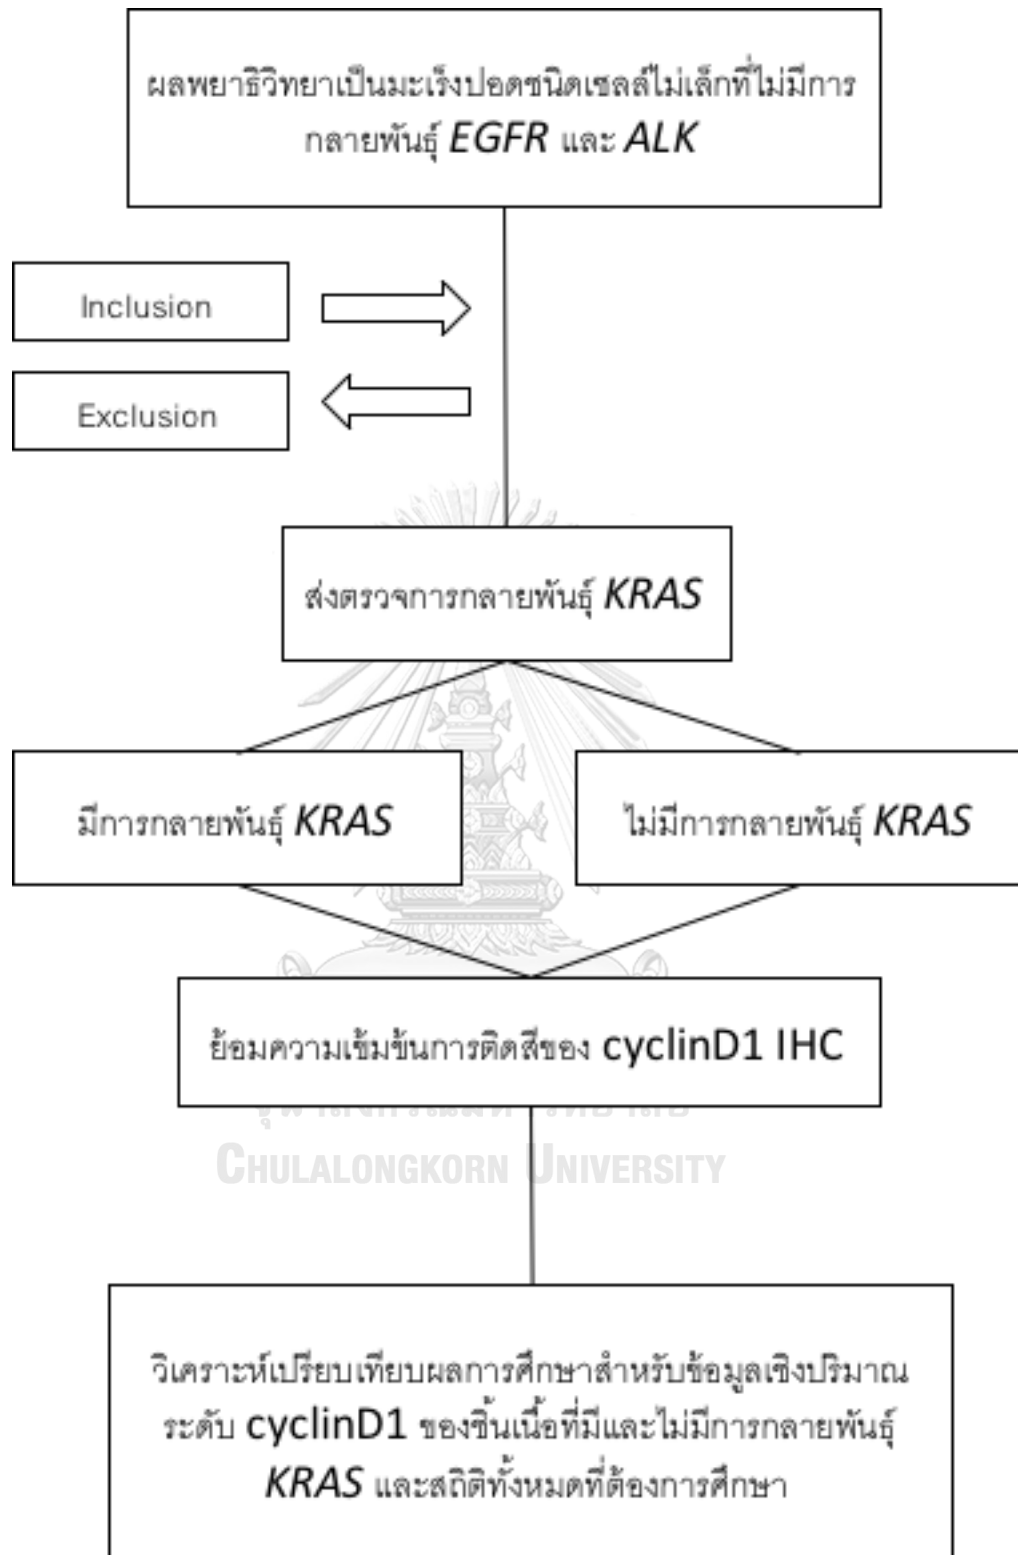 ผลพยาธิวิทยาเป็นมะเร็งปอดชนิดเซลล์ไม่เล็กที่ไม่มีการ
กลายพันธุ์ EGFR และ ALK
Inclusion
Exclusion
ส่งตรวจการกลายพันธุ์ KRAS
มีการกลายพันธุ์ KRAS
ไม่มีการกลายพันธุ์ KRAS
ย้อมความเข้มข้นการติดสีของ cyclinD1 IHC
CHULALONGKORN UNIVERSITY
วิเคราะห์เปรียบเทียบผลการศึกษาสำหรับข้อมูลเชิงปริมาณ
ระดับ cyclinD1 ของชิ้นเนื้อที่มีและไม่มีการกลายพันธุ์
KRAS และสถิติทั้งหมดที่ต้องการศึกษา